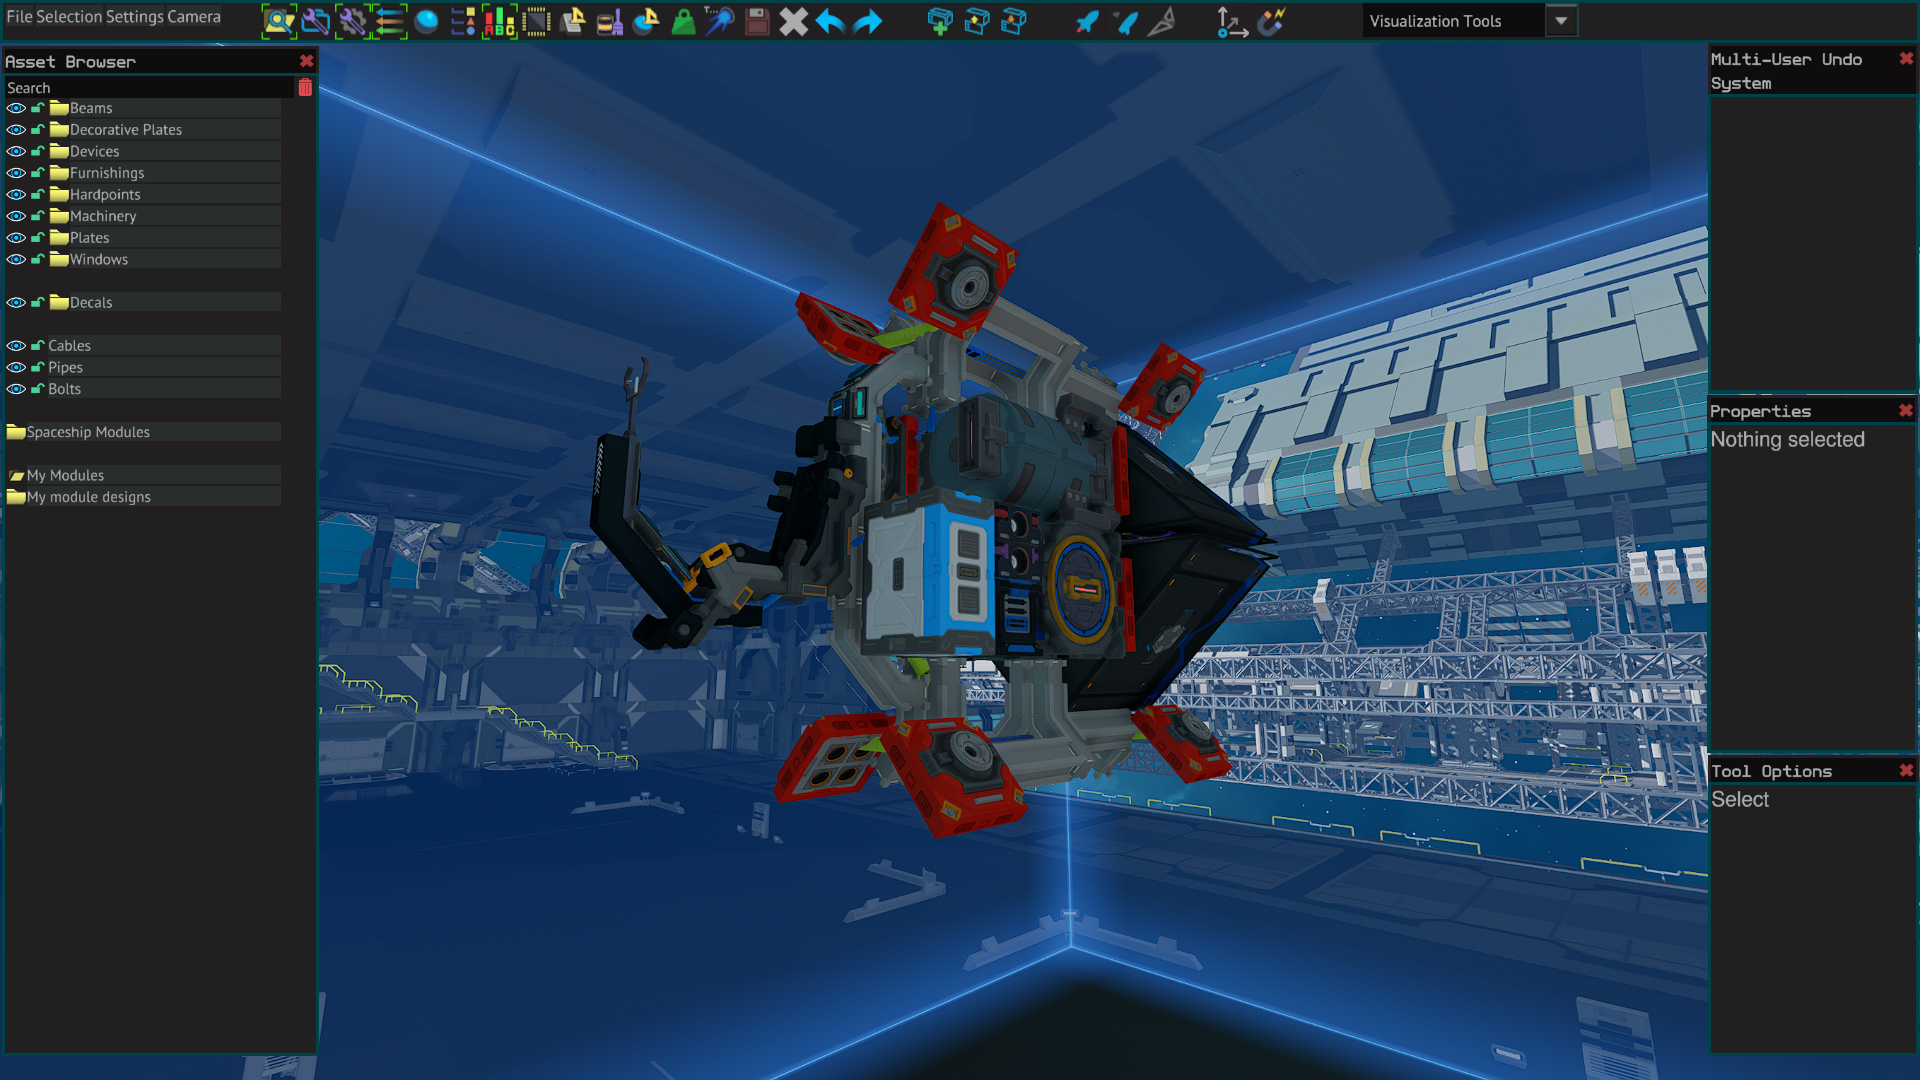 File Selection Settings Camera
ABC
Visualization Tools
Asset Browser
Search
Beams
Decorative Plates
Devices
Furnishings
Hardpoints
Machinery
Plates
Windows
Decals
Cables
Pipes
Bolts
Spaceship Modules
My Modules
My module designs
Multi-User Undo
System
Properties
Nothing selected
Tool Options
Select